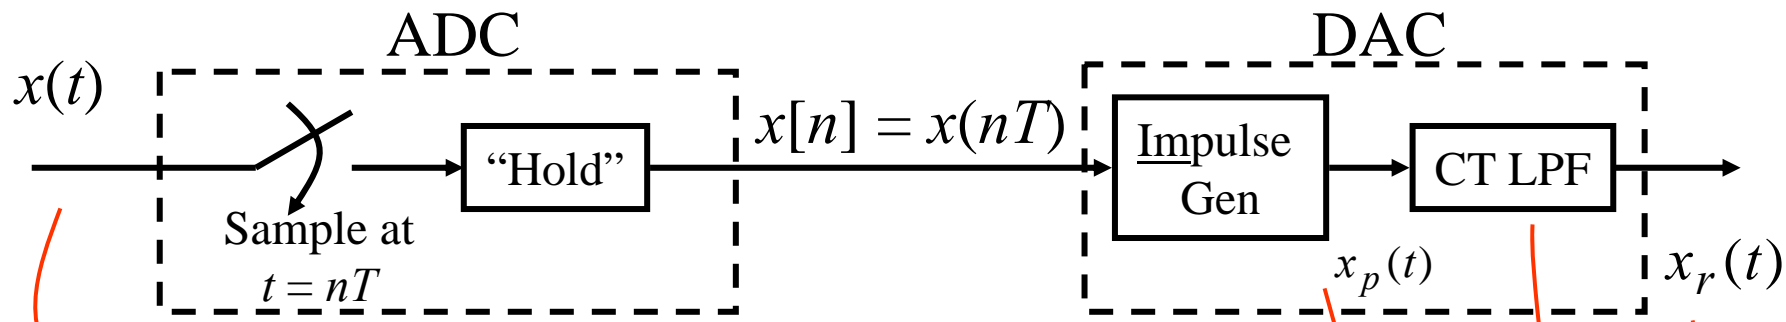 ADC
DAC
x(t)
"Hold"
x[n] = x(nT)
Impulse
Gen
CT LPF
Sample at
t = nT
x_p(t)
x_r(t)